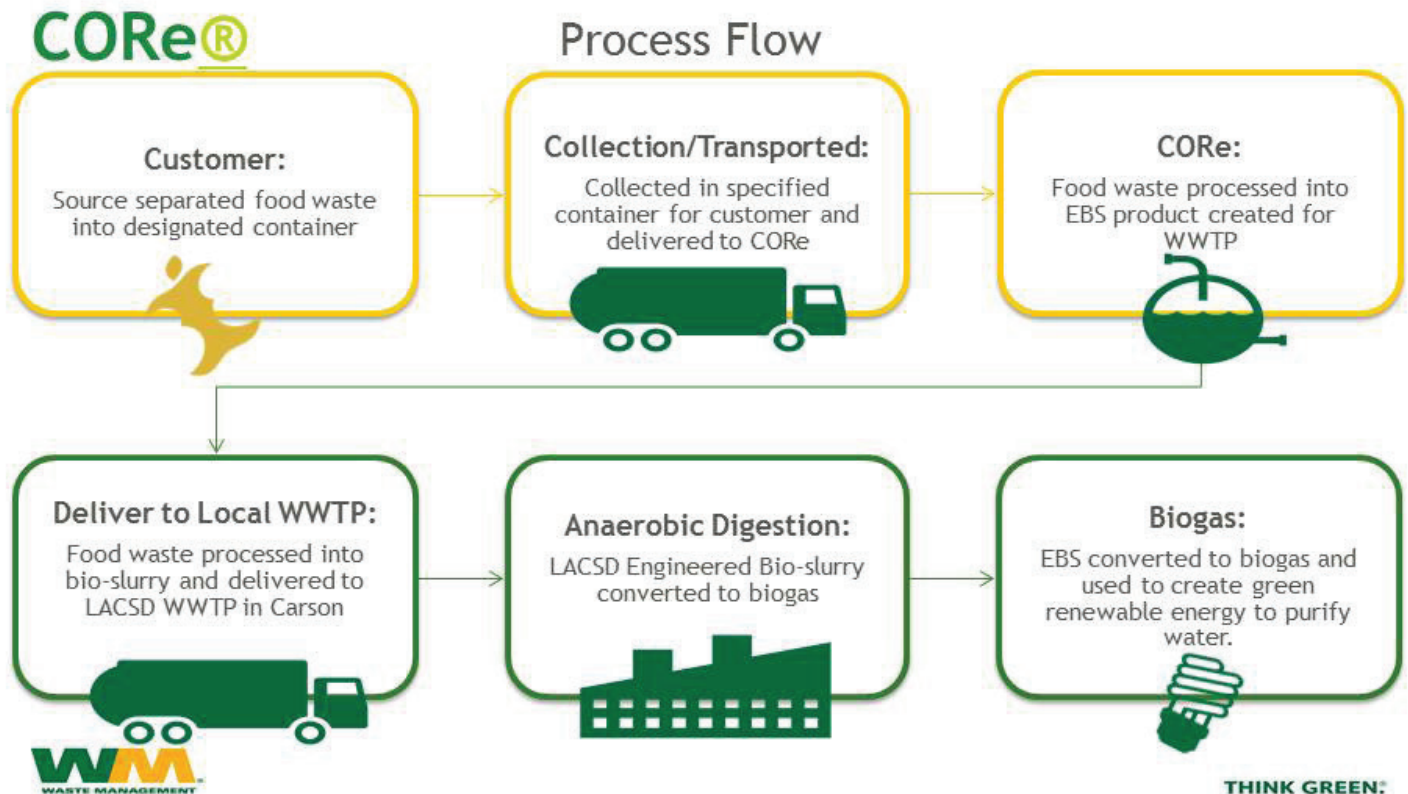 CORe®
Process Flow
Customer:
Source separated food waste
into designated container
Collection/Transported:
Collected in specified
container for customer and
delivered to CORe
CORe:
Food waste processed into
EBS product created for
WWTP
Deliver to Local WWTP:
Food waste processed into
bio-slurry and delivered to
LACSD WWTP in Carson
Anaerobic Digestion:
LACSD Engineered Bio-slurry
converted to biogas
Biogas:
EBS converted to biogas and
used to create green
renewable energy to purify
water.
WM
WASTE MANAGEMENT
THINK GREEN.®